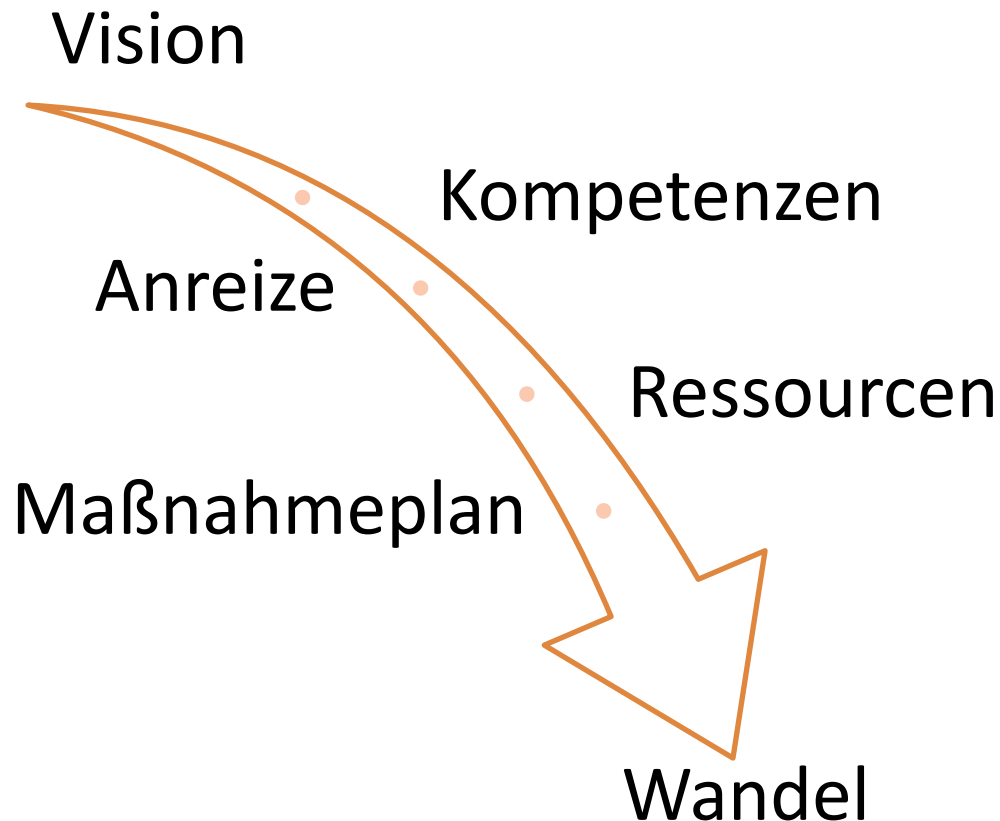 Vision
Kompetenzen
Anreize
Ressourcen
Maßnahmeplan
Wandel